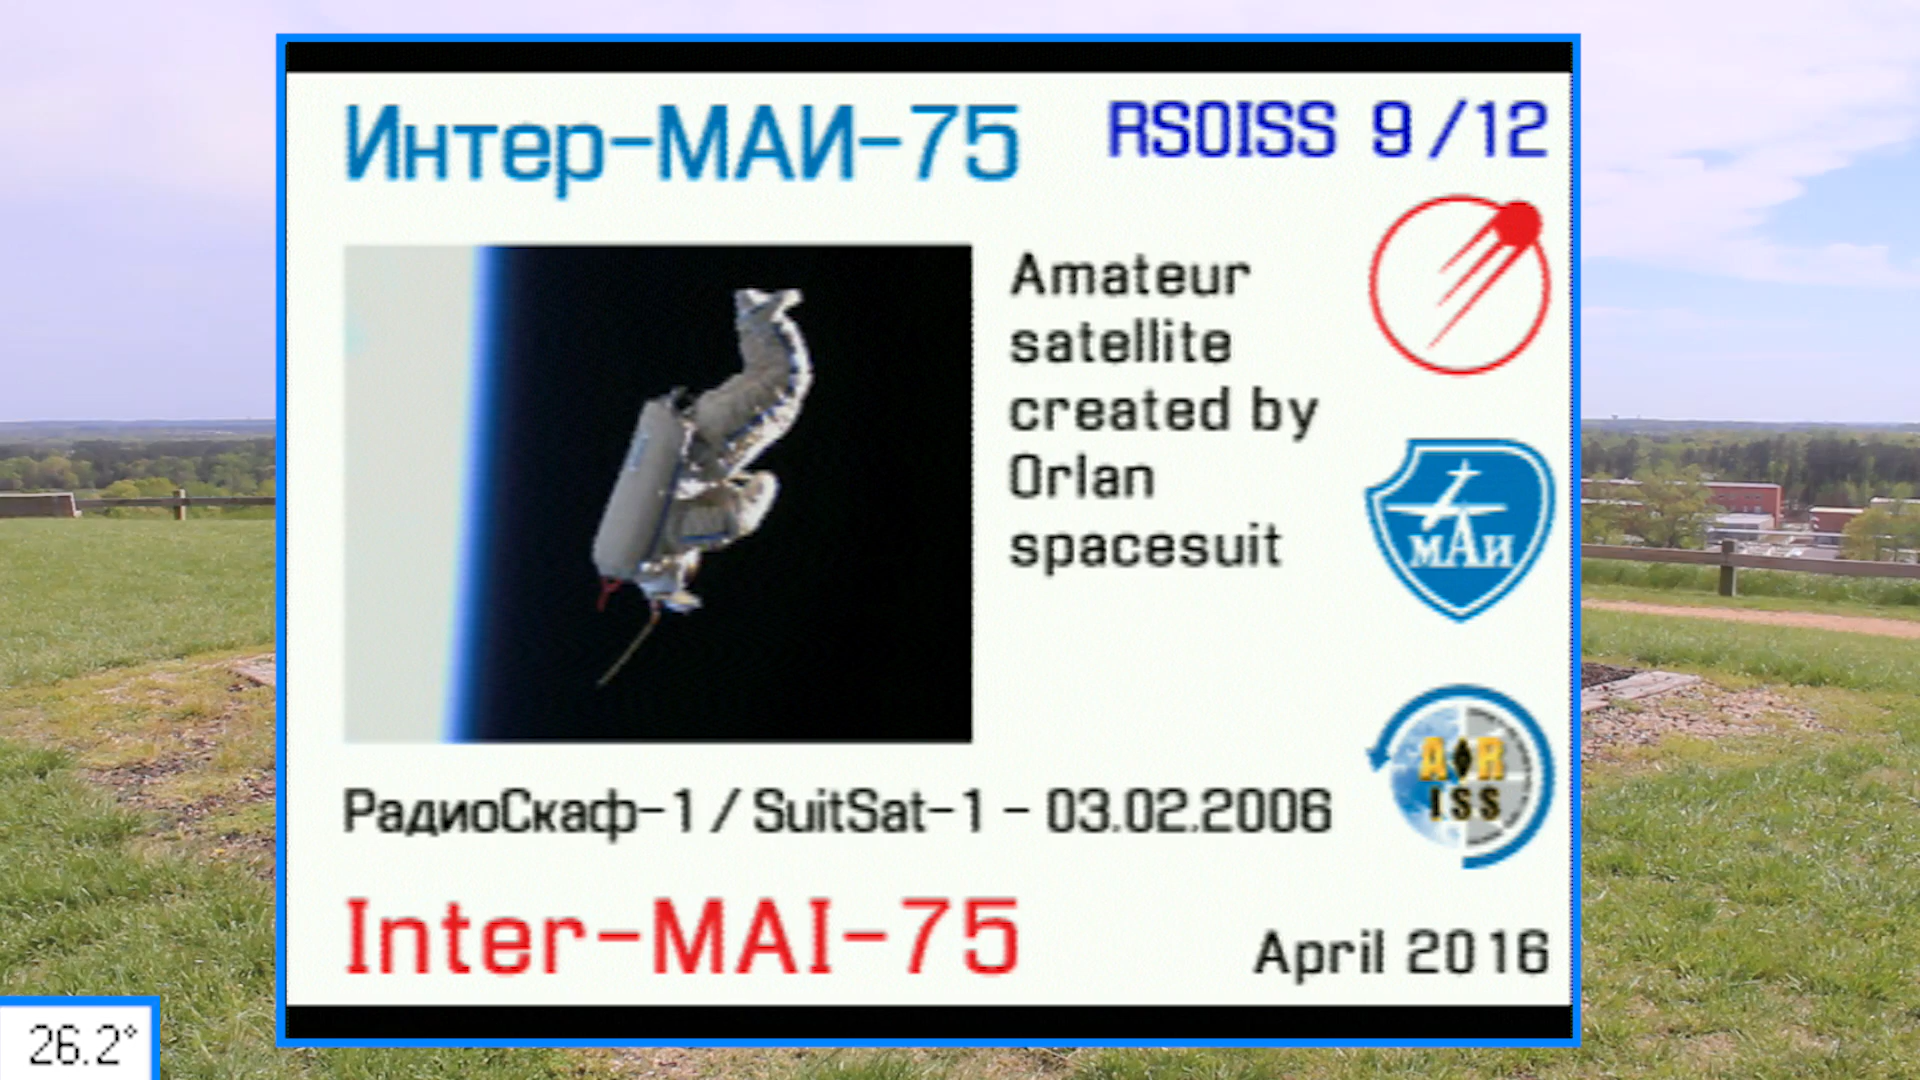 Интер-МАИ-75
RS0ISS 9/12
Amateur
satellite
created by
Orlan
spacesuit
МАИ
ARISS
РадиоСкаф-1 / SuitSat-1 - 03.02.2006
Inter-MAI-75
April 2016
26.2°